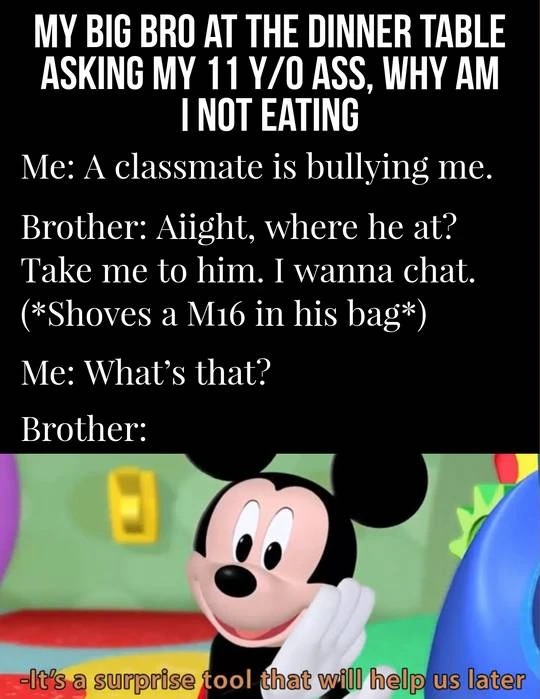 MY BIG BRO AT THE DINNER TABLE
ASKING MY 11 Y/O ASS, WHY AM
I NOT EATING
Me: A classmate is bullying me.
Brother: Aiight, where he at?
Take me to him. I wanna chat.
(*Shoves a M16 in his bag*)
Me: What’s that?
Brother:
-It's a surprise tool that will help us later